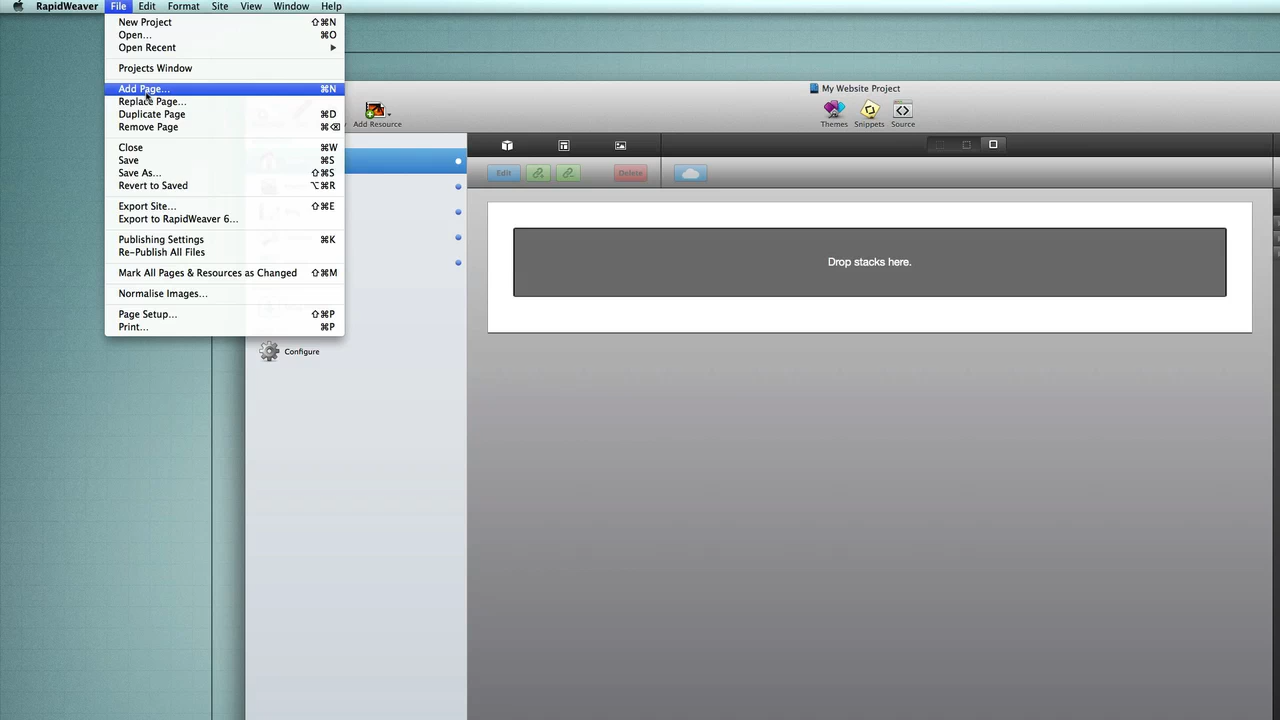 RapidWeaver File Edit Format Site View Window Help
New Project ⇧⌘N
Open... ⌘O
Open Recent ▶
Projects Window
Add Page... ⌘N
Replace Page...
Duplicate Page ⌘D
Remove Page ⌘⌫
Close ⌘W
Save ⌘S
Save As... ⇧⌘S
Revert to Saved ⌥⌘R
Export Site... ⇧⌘E
Export to RapidWeaver 6...
Publishing Settings ⌘K
Re-Publish All Files
Mark All Pages & Resources as Changed ⇧⌘M
Normalise Images...
Page Setup... ⇧⌘P
Print... ⌘P
My Website Project
Add Resource
Themes Snippets Source
Edit Delete
Drop stacks here.
Configure